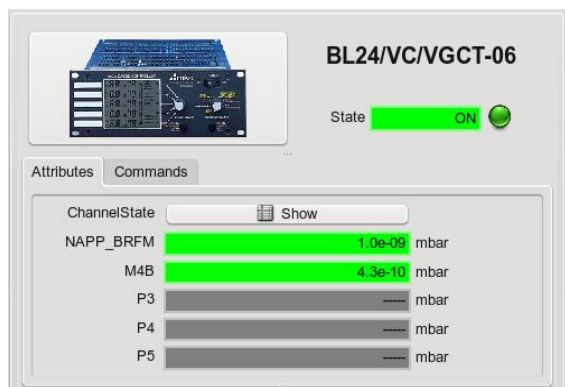 BL24/VC/VGCT-06
State ON
Attributes Commands
ChannelState Show
NAPP_BRFM 1.0e-09 mbar
M4B 4.3e-10 mbar
P3 ----- mbar
P4 ----- mbar
P5 ----- mbar